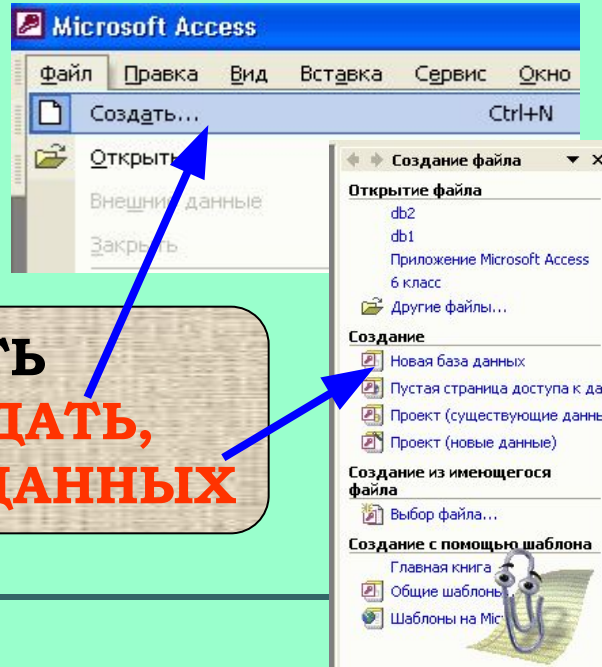 Microsoft Access
Файл Правка Вид Вставка Сервис Окно
Создать... Ctrl+N
Открыть
Внешние данные
Закрыть
Создание файла
Открытие файла
db2
db1
Приложение Microsoft Access
6 класс
Другие файлы...
Создание
Новая база данных
Пустая страница доступа к да
Проект (существующие данны
Проект (новые данные)
Создание из имеющегося
файла
Выбор файла...
Создание с помощью шаблона
Главная книга
Общие шаблоны
Шаблоны на Mic
ТЬ
ДАТЬ,
ДАННЫХ